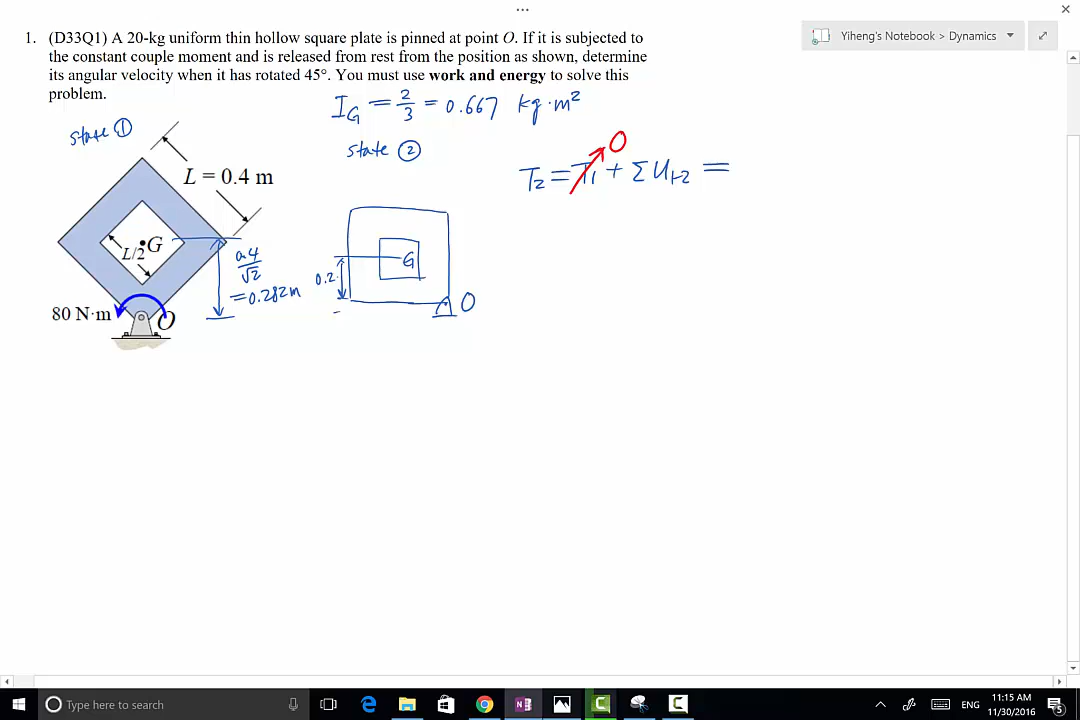 ...
Yiheng's Notebook > Dynamics
1. (D33Q1) A 20-kg uniform thin hollow square plate is pinned at point O. If it is subjected to
the constant couple moment and is released from rest from the position as shown, determine
its angular velocity when it has rotated 45°. You must use work and energy to solve this
problem.
I_G = 2/3 = 0.667 kg·m²
state ①
state ②
T₂ = T₁ + ΣU₁₋₂ =
0
L = 0.4 m
L/2
G
0.4/√2
= 0.282m
80 N·m
O
0.2
G
O
Type here to search
ENG
11:15 AM
11/30/2016
5